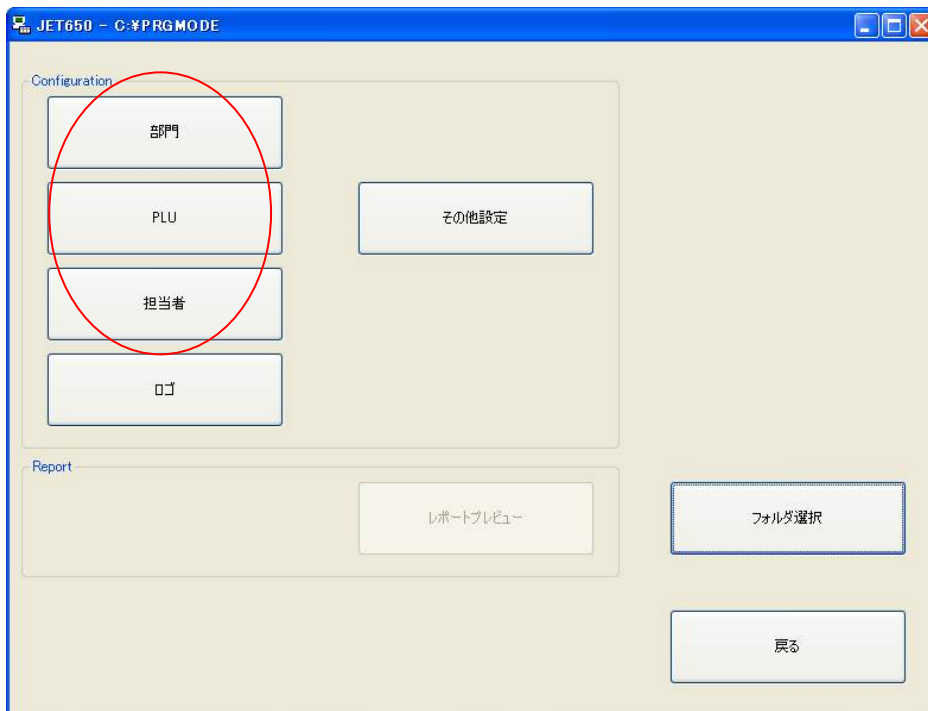 JET650 - C:¥PRGMODE
Configuration
部門
PLU
その他設定
担当者
ロゴ
Report
レポートプレビュー
フォルダ選択
戻る